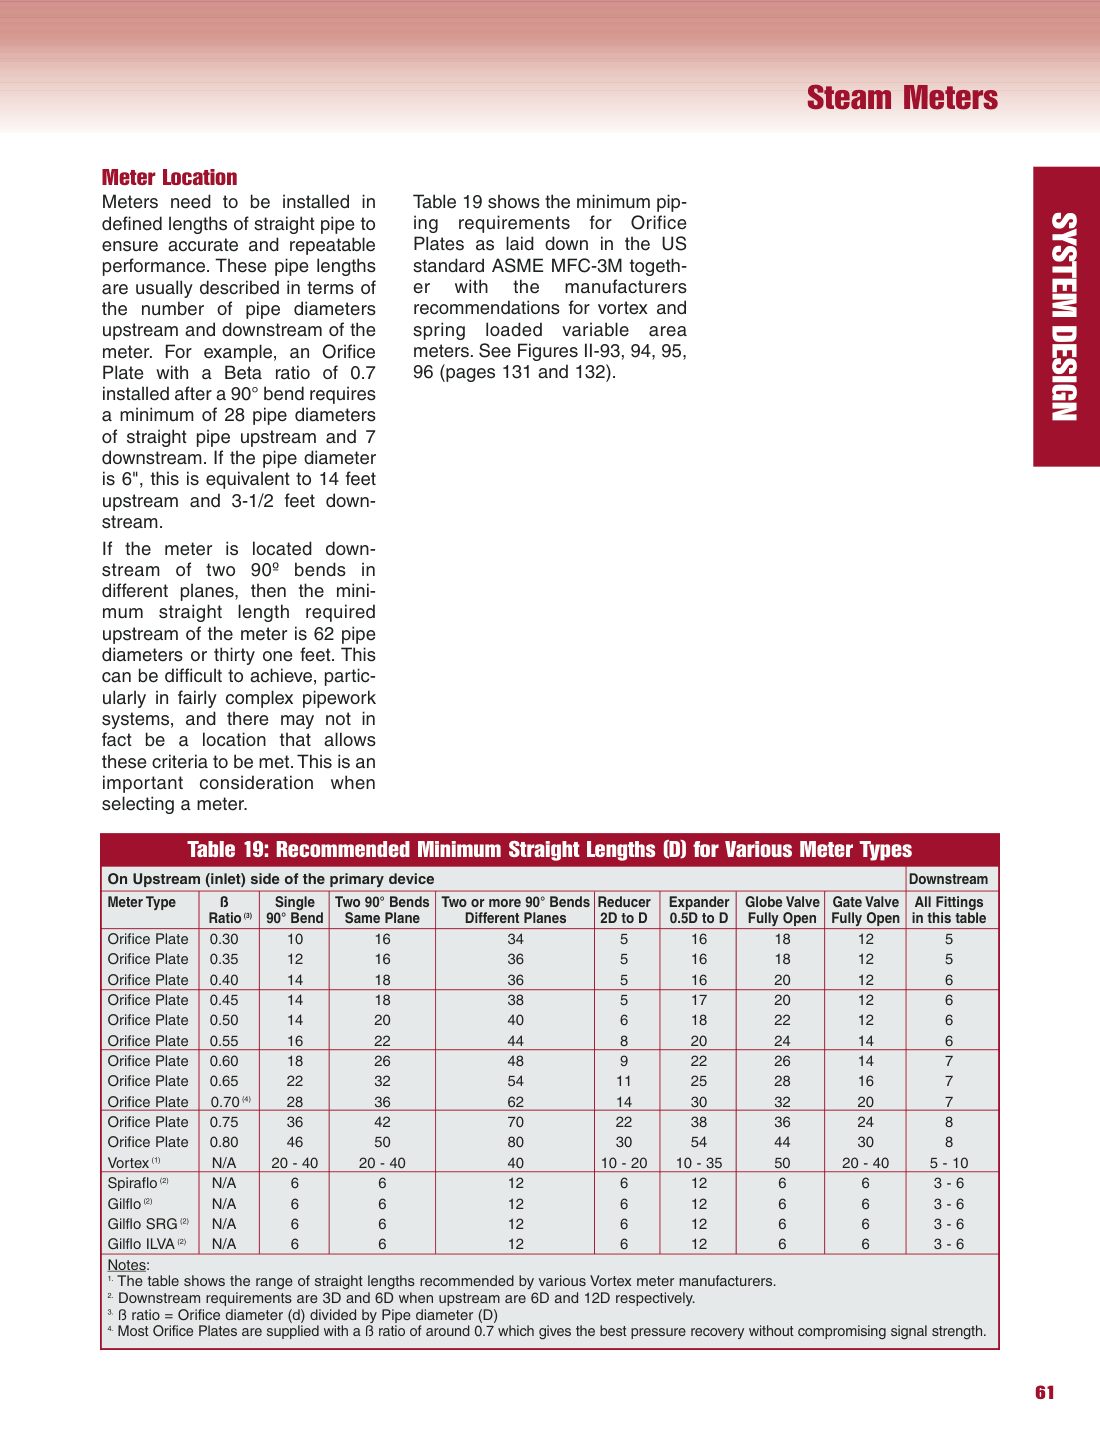 Steam Meters
SYSTEM DESIGN
Meter Location
Meters need to be installed in
defined lengths of straight pipe to
ensure accurate and repeatable
performance. These pipe lengths
are usually described in terms of
the number of pipe diameters
upstream and downstream of the
meter. For example, an Orifice
Plate with a Beta ratio of 0.7
installed after a 90° bend requires
a minimum of 28 pipe diameters
of straight pipe upstream and 7
downstream. If the pipe diameter
is 6", this is equivalent to 14 feet
upstream and 3-1/2 feet down-
stream.
If the meter is located down-
stream of two 90º bends in
different planes, then the mini-
mum straight length required
upstream of the meter is 62 pipe
diameters or thirty one feet. This
can be difficult to achieve, partic-
ularly in fairly complex pipework
systems, and there may not in
fact be a location that allows
these criteria to be met. This is an
important consideration when
selecting a meter.
Table 19 shows the minimum pip-
ing requirements for Orifice
Plates as laid down in the US
standard ASME MFC-3M togeth-
er with the manufacturers
recommendations for vortex and
spring loaded variable area
meters. See Figures II-93, 94, 95,
96 (pages 131 and 132).
Table 19: Recommended Minimum Straight Lengths (D) for Various Meter Types
On Upstream (inlet) side of the primary device Downstream
Meter Type ß Single Two 90° Bends Two or more 90° Bends Reducer Expander Globe Valve Gate Valve All Fittings
Ratio (3) 90° Bend Same Plane Different Planes 2D to D 0.5D to D Fully Open Fully Open in this table
Orifice Plate 0.30 10 16 34 5 16 18 12 5
Orifice Plate 0.35 12 16 36 5 16 18 12 5
Orifice Plate 0.40 14 18 36 5 16 20 12 6
Orifice Plate 0.45 14 18 38 5 17 20 12 6
Orifice Plate 0.50 14 20 40 6 18 22 12 6
Orifice Plate 0.55 16 22 44 8 20 24 14 6
Orifice Plate 0.60 18 26 48 9 22 26 14 7
Orifice Plate 0.65 22 32 54 11 25 28 16 7
Orifice Plate 0.70 (4) 28 36 62 14 30 32 20 7
Orifice Plate 0.75 36 42 70 22 38 36 24 8
Orifice Plate 0.80 46 50 80 30 54 44 30 8
Vortex (1) N/A 20 - 40 20 - 40 40 10 - 20 10 - 35 50 20 - 40 5 - 10
Spiraflo (2) N/A 6 6 12 6 12 6 6 3 - 6
Gilflo (2) N/A 6 6 12 6 12 6 6 3 - 6
Gilflo SRG (2) N/A 6 6 12 6 12 6 6 3 - 6
Gilflo ILVA (2) N/A 6 6 12 6 12 6 6 3 - 6
Notes:
1. The table shows the range of straight lengths recommended by various Vortex meter manufacturers.
2. Downstream requirements are 3D and 6D when upstream are 6D and 12D respectively.
3. ß ratio = Orifice diameter (d) divided by Pipe diameter (D)
4. Most Orifice Plates are supplied with a ß ratio of around 0.7 which gives the best pressure recovery without compromising signal strength.
61